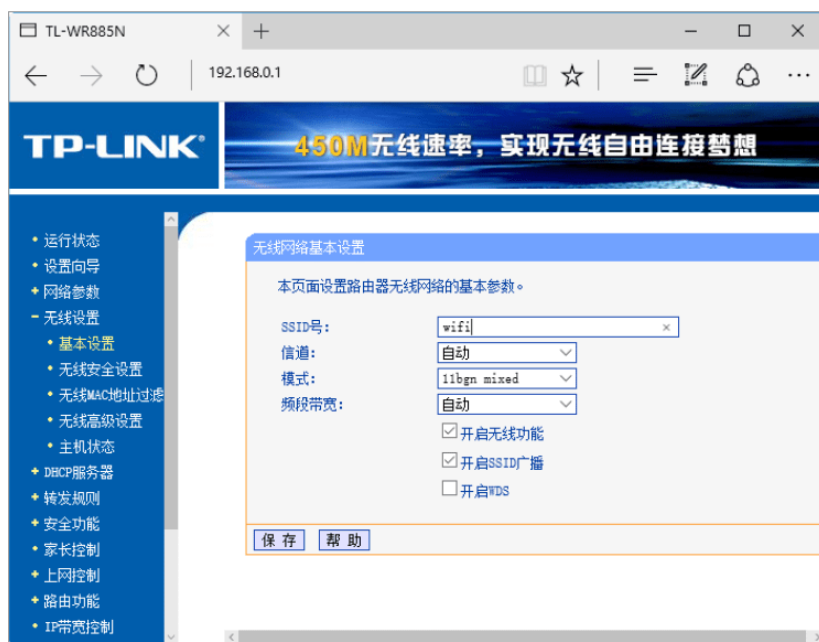 TL-WR885N
192.168.0.1
TP-LINK®
450M无线速率，实现无线自由连接梦想
• 运行状态
• 设置向导
+ 网络参数
- 无线设置
• 基本设置
• 无线安全设置
• 无线MAC地址过滤
• 无线高级设置
• 主机状态
+ DHCP服务器
+ 转发规则
+ 安全功能
• 家长控制
+ 上网控制
+ 路由功能
• IP带宽控制
无线网络基本设置
本页面设置路由器无线网络的基本参数。
SSID号： wifi
信道： 自动
模式： 11bgn mixed
频段带宽： 自动
开启无线功能
开启SSID广播
开启WDS
保 存 帮 助